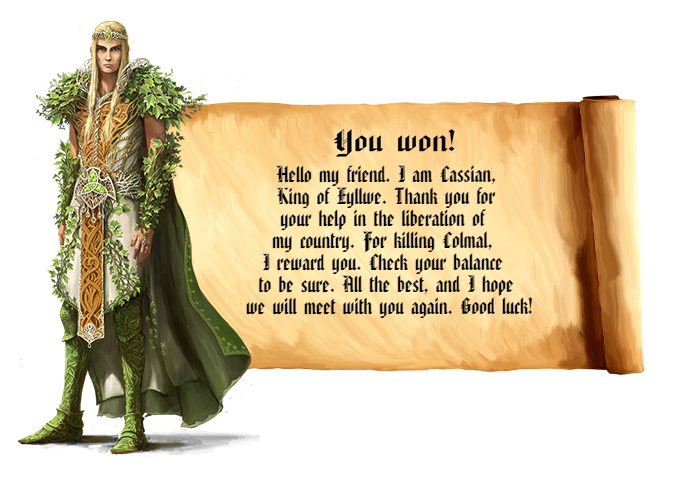 You won!
Hello my friend. I am Cassian,
King of Eyllwe. Thank you for
your help in the liberation of
my country. For killing Colmal,
I reward you. Check your balance
to be sure. All the best, and I hope
we will meet with you again. Good luck!